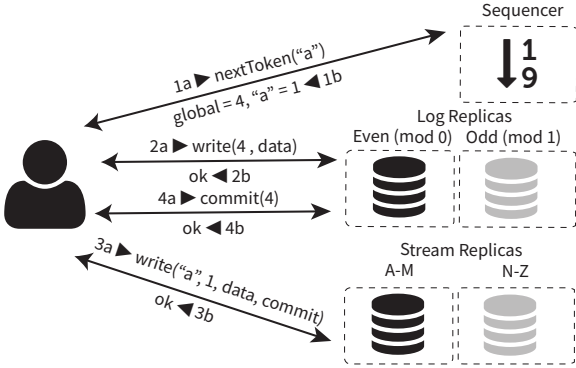 Sequencer
1
9
1a ▶ nextToken("a")
global = 4, "a" = 1 ◀ 1b
Log Replicas
Even (mod 0) Odd (mod 1)
2a ▶ write(4 , data)
ok ◀ 2b
4a ▶ commit(4)
ok ◀ 4b
Stream Replicas
A-M N-Z
3a ▶ write("a", 1, data, commit)
ok ◀ 3b